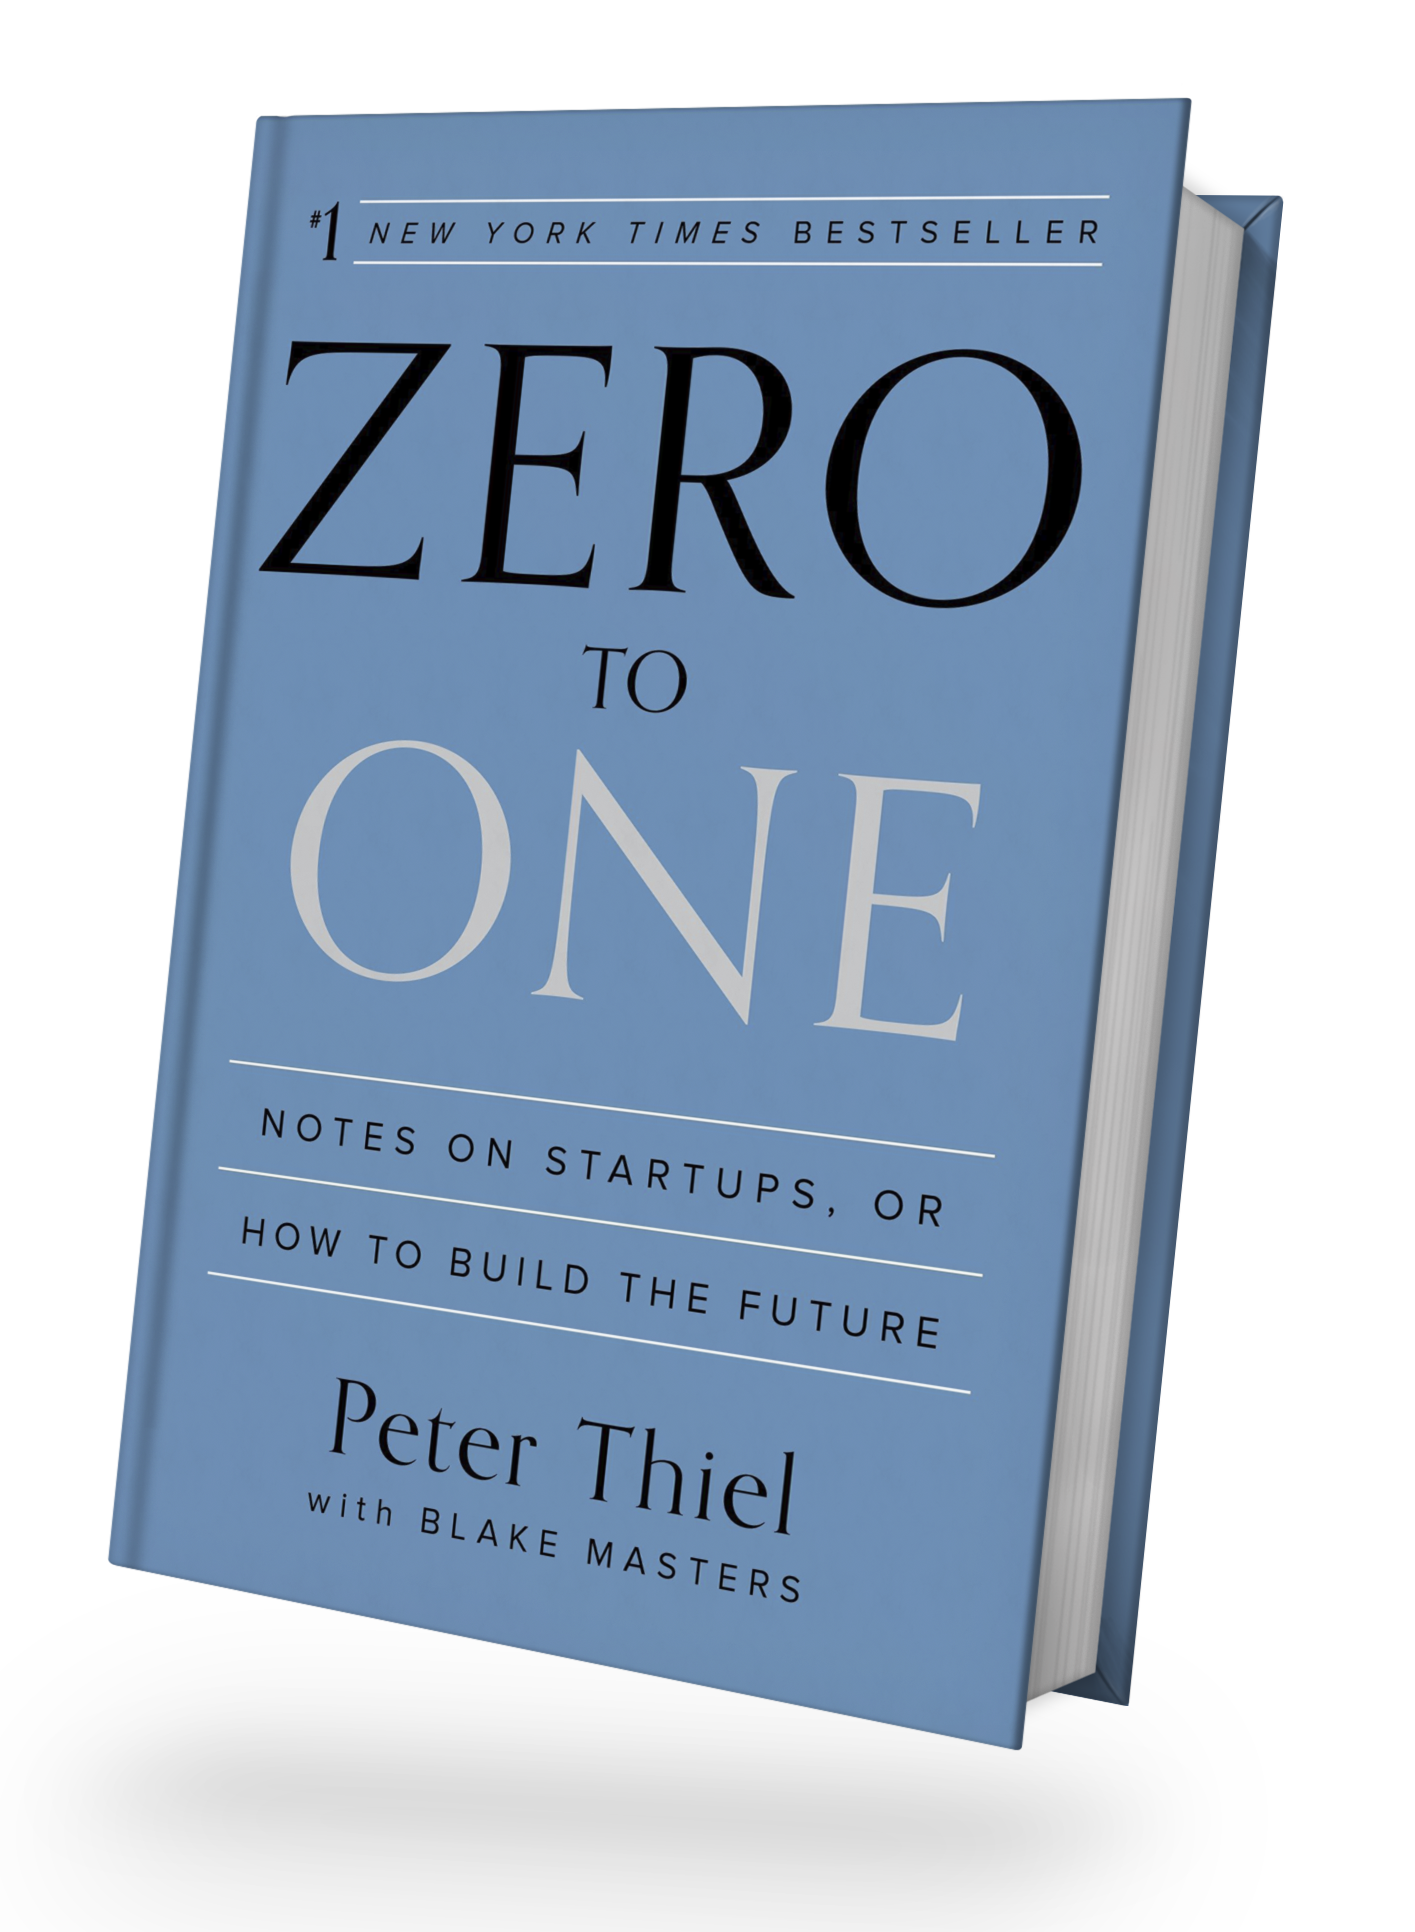 #1 NEW YORK TIMES BESTSELLER
ZERO
TO
ONE
NOTES ON STARTUPS, OR
HOW TO BUILD THE FUTURE
Peter Thiel
with BLAKE MASTERS